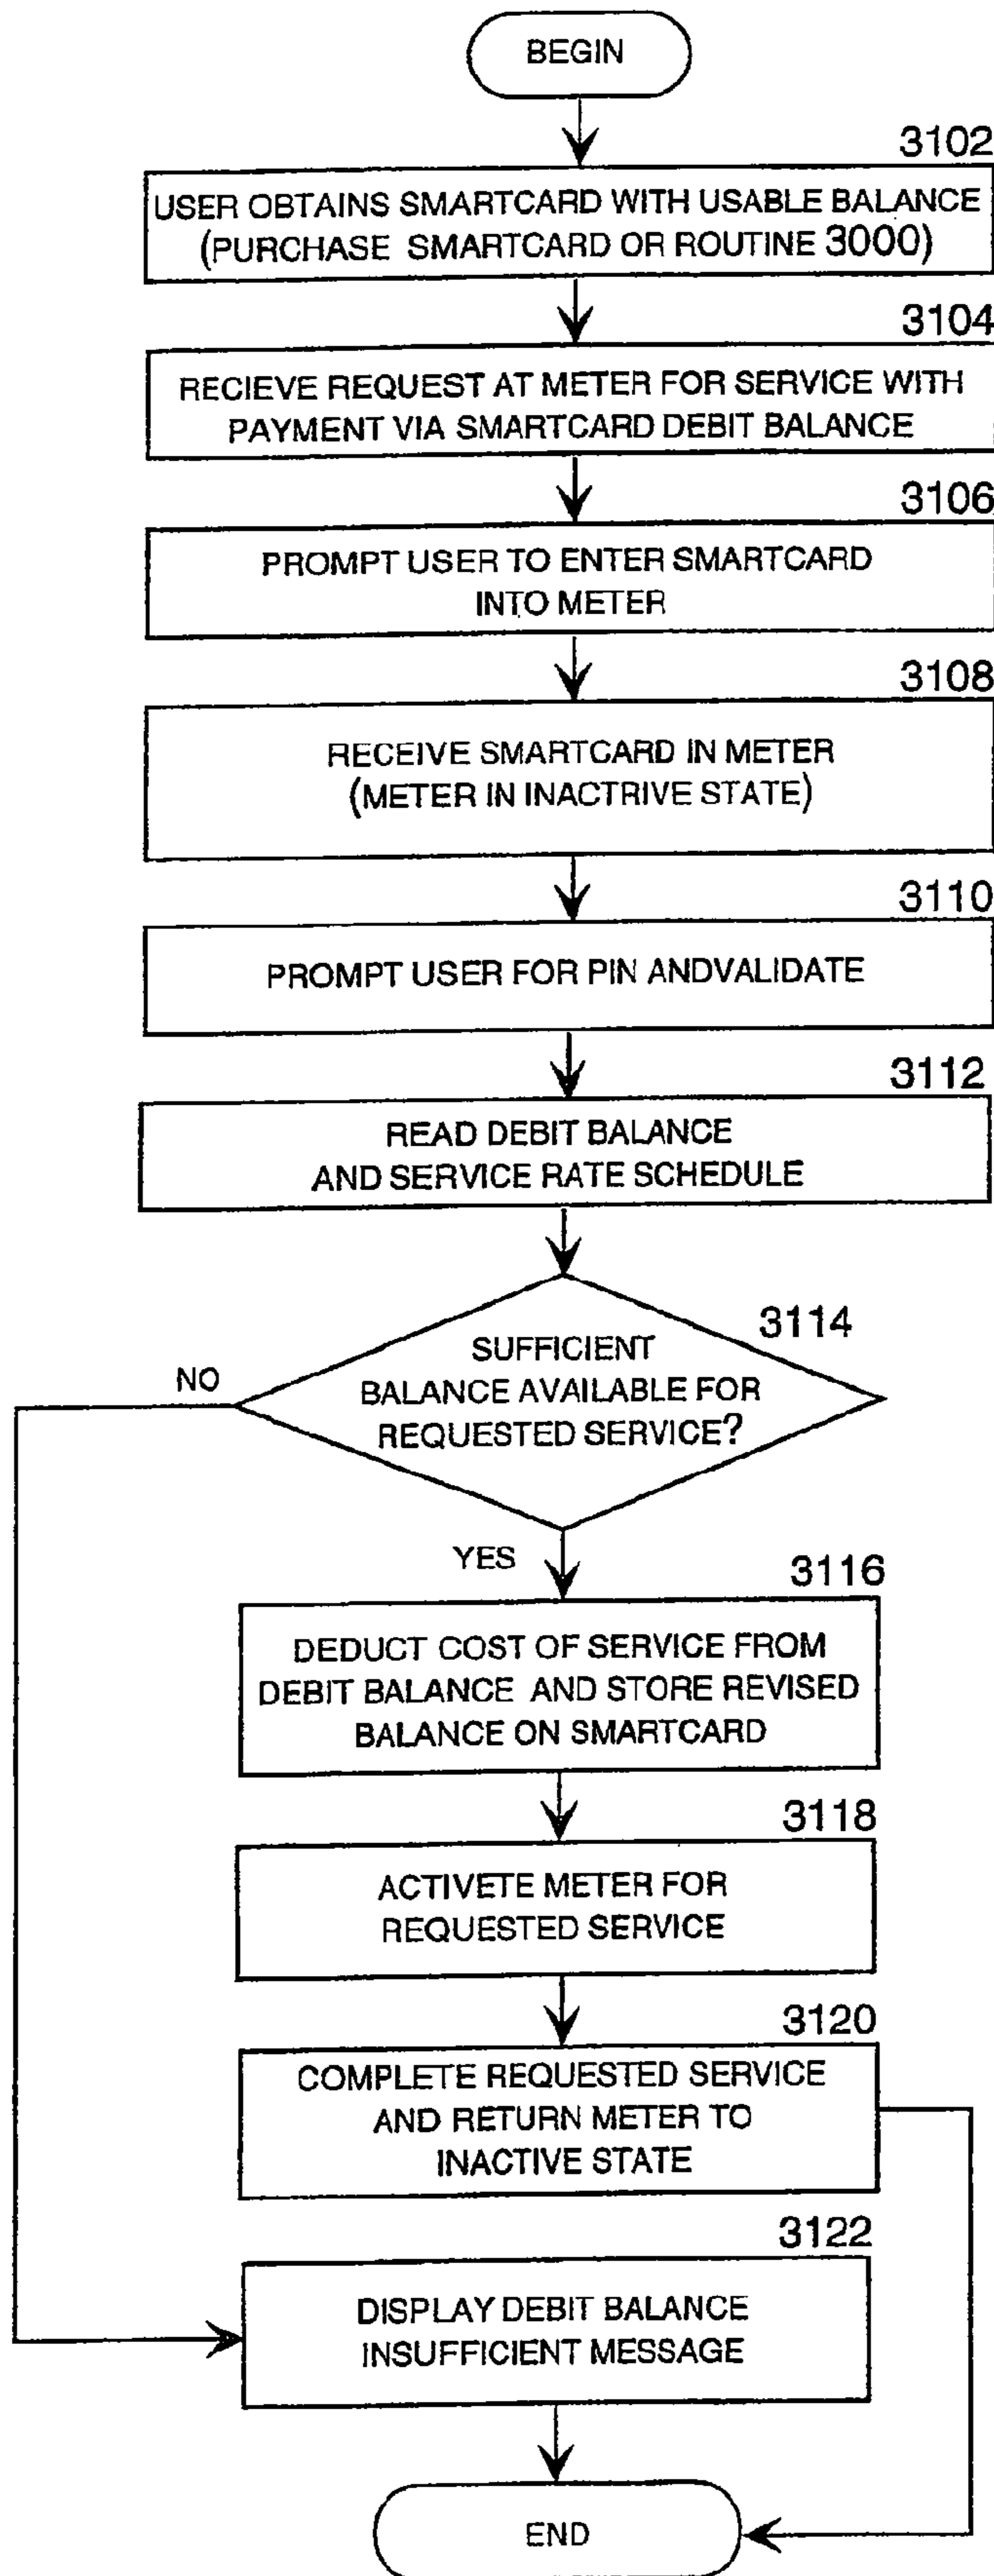 BEGIN
3102
USER OBTAINS SMARTCARD WITH USABLE BALANCE
(PURCHASE SMARTCARD OR ROUTINE 3000)
3104
RECIEVE REQUEST AT METER FOR SERVICE WITH
PAYMENT VIA SMARTCARD DEBIT BALANCE
3106
PROMPT USER TO ENTER SMARTCARD
INTO METER
3108
RECEIVE SMARTCARD IN METER
(METER IN INACTRIVE STATE)
3110
PROMPT USER FOR PIN ANDVALIDATE
3112
READ DEBIT BALANCE
AND SERVICE RATE SCHEDULE
3114
SUFFICIENT
BALANCE AVAILABLE FOR
REQUESTED SERVICE?
NO
YES
3116
DEDUCT COST OF SERVICE FROM
DEBIT BALANCE AND STORE REVISED
BALANCE ON SMARTCARD
3118
ACTIVETE METER FOR
REQUESTED SERVICE
3120
COMPLETE REQUESTED SERVICE
AND RETURN METER TO
INACTIVE STATE
3122
DISPLAY DEBIT BALANCE
INSUFFICIENT MESSAGE
END